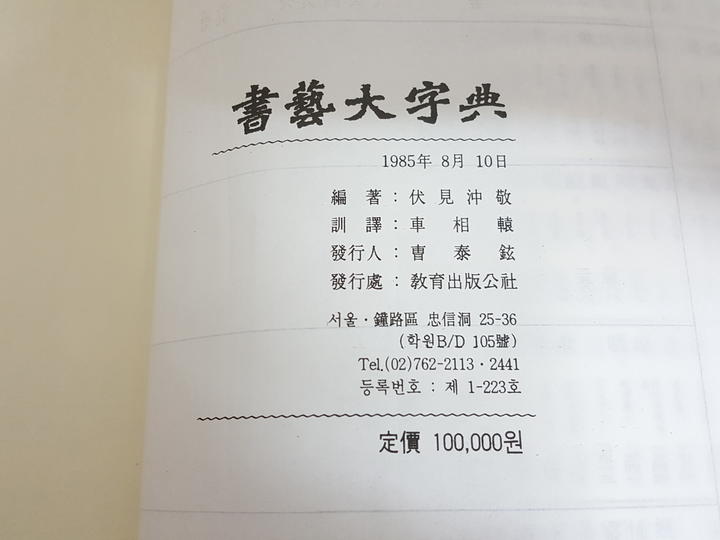 書藝大字典
1985年 8月 10日
編 著 : 伏見沖敬
訓 譯 : 車 相 轅
發行人 : 曺 泰 鉉
發行處 : 敎育出版公社
서울·鐘路區 忠信洞 25-36
(학원B/D 105號)
Tel.(02)762-2113·2441
등록번호 : 제 1-223호
定價 100,000원